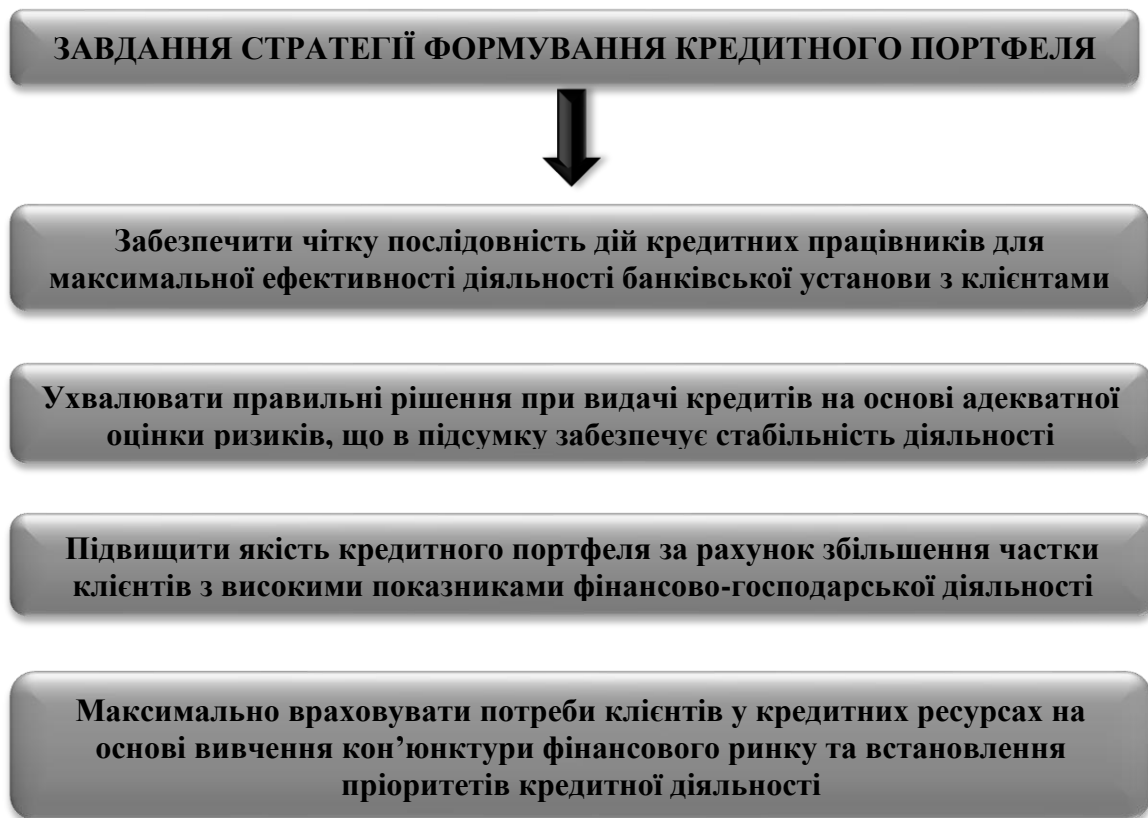 ЗАВДАННЯ СТРАТЕГІЇ ФОРМУВАННЯ КРЕДИТНОГО ПОРТФЕЛЯ
Забезпечити чітку послідовність дій кредитних працівників для
максимальної ефективності діяльності банківської установи з клієнтами
Ухвалювати правильні рішення при видачі кредитів на основі адекватної
оцінки ризиків, що в підсумку забезпечує стабільність діяльності
Підвищити якість кредитного портфеля за рахунок збільшення частки
клієнтів з високими показниками фінансово-господарської діяльності
Максимально враховувати потреби клієнтів у кредитних ресурсах на
основі вивчення кон’юнктури фінансового ринку та встановлення
пріоритетів кредитної діяльності